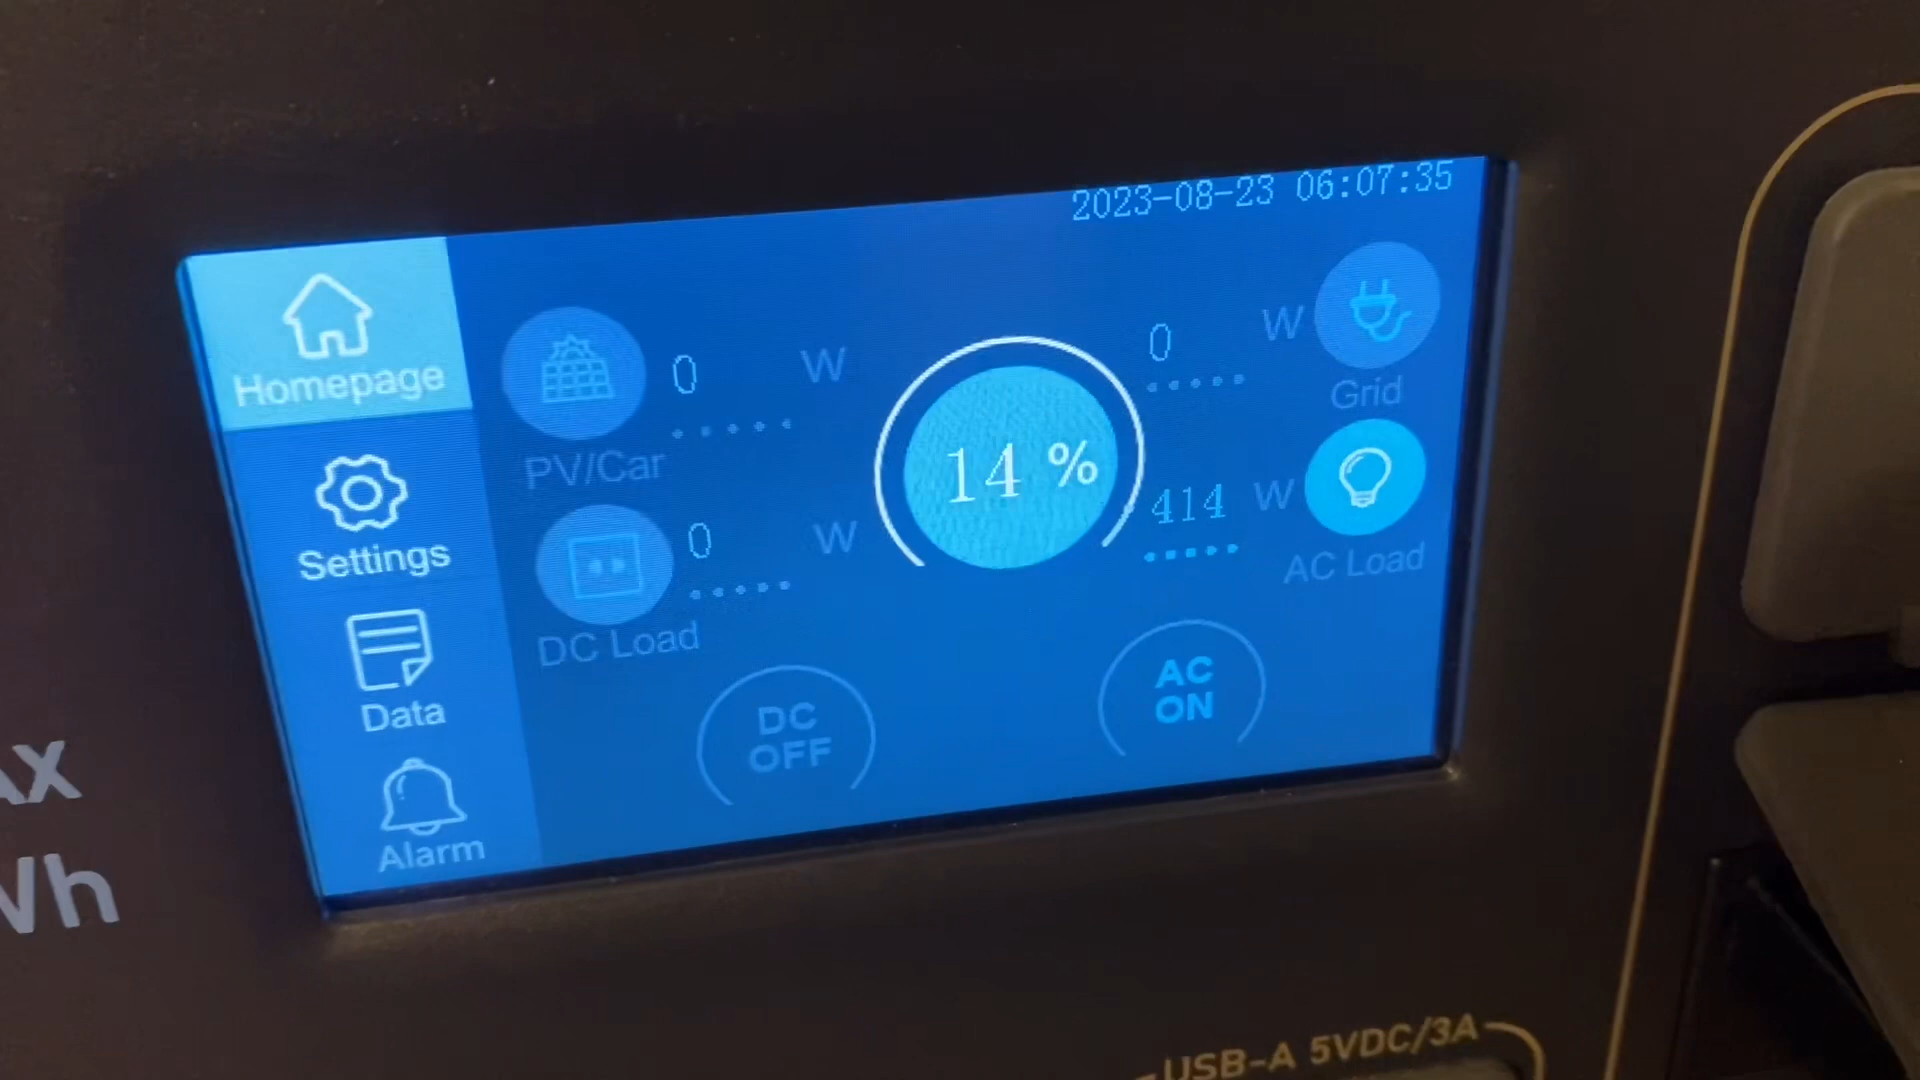 2023-08-23 06:07:35
Homepage
Settings
Data
Alarm
0 W
PV/Car
0 W
DC Load
14 %
0 W
Grid
414 W
AC Load
DC
OFF
AC
ON
USB-A 5VDC/3A